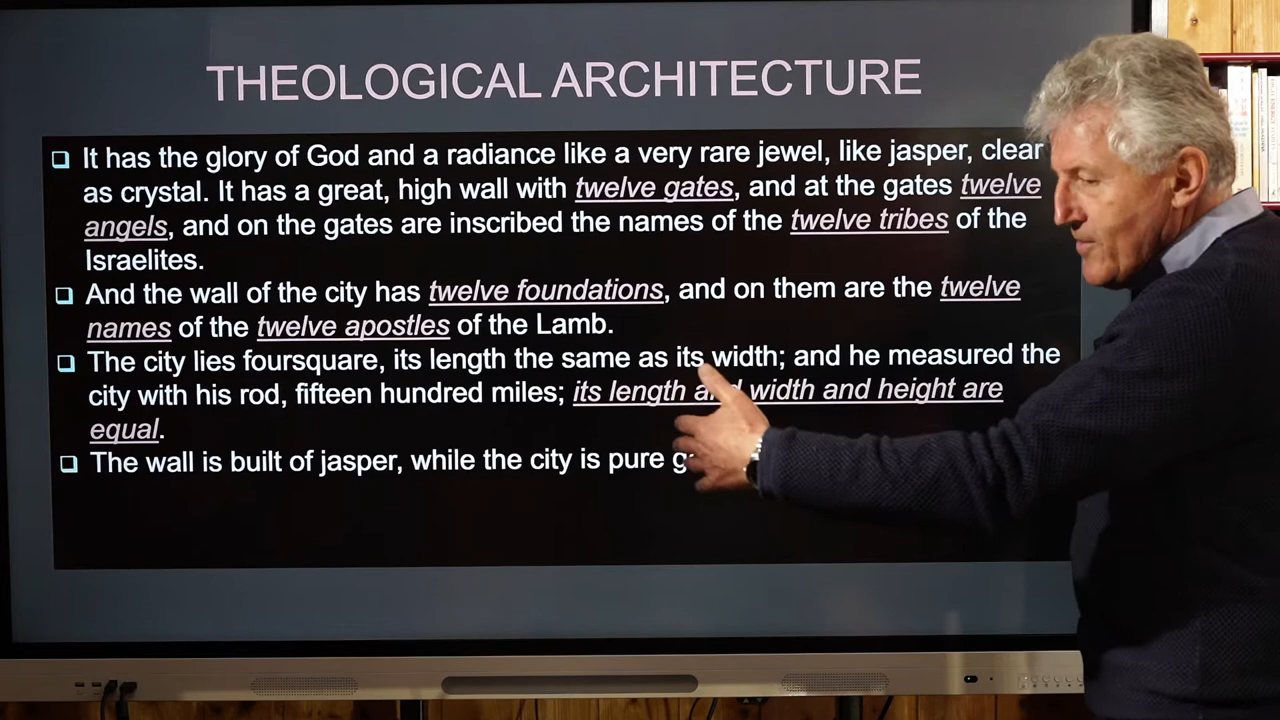 THEOLOGICAL ARCHITECTURE
It has the glory of God and a radiance like a very rare jewel, like jasper, clear
as crystal. It has a great, high wall with twelve gates, and at the gates twelve
angels, and on the gates are inscribed the names of the twelve tribes of the
Israelites.
And the wall of the city has twelve foundations, and on them are the twelve
names of the twelve apostles of the Lamb.
The city lies foursquare, its length the same as its width; and he measured the
city with his rod, fifteen hundred miles; its length and width and height are
equal.
The wall is built of jasper, while the city is pure